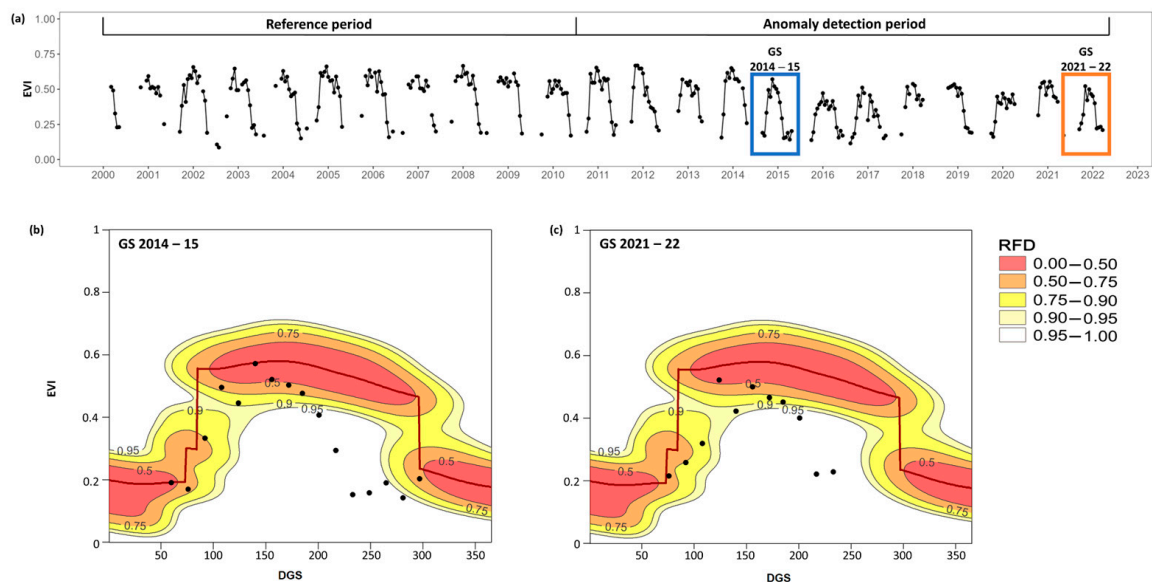 (a)
Reference period
Anomaly detection period
GS
2014 – 15
GS
2021 – 22
EVI
1.00
0.75
0.50
0.25
0.00
2000 2001 2002 2003 2004 2005 2006 2007 2008 2009 2010 2011 2012 2013 2014 2015 2016 2017 2018 2019 2020 2021 2022 2023
(b)
GS 2014 – 15
EVI
1
0.8
0.6
0.4
0.2
0
0.75
0.5
0.9
0.95
0.9
0.95
0.5
0.75
0.5
0.75
50 100 150 200 250 300 350
DGS
(c)
GS 2021 – 22
EVI
1
0.8
0.6
0.4
0.2
0
0.75
0.5
0.9
0.95
0.9
0.95
0.5
0.75
0.5
0.75
50 100 150 200 250 300 350
DGS
RFD
0.00–0.50
0.50–0.75
0.75–0.90
0.90–0.95
0.95–1.00